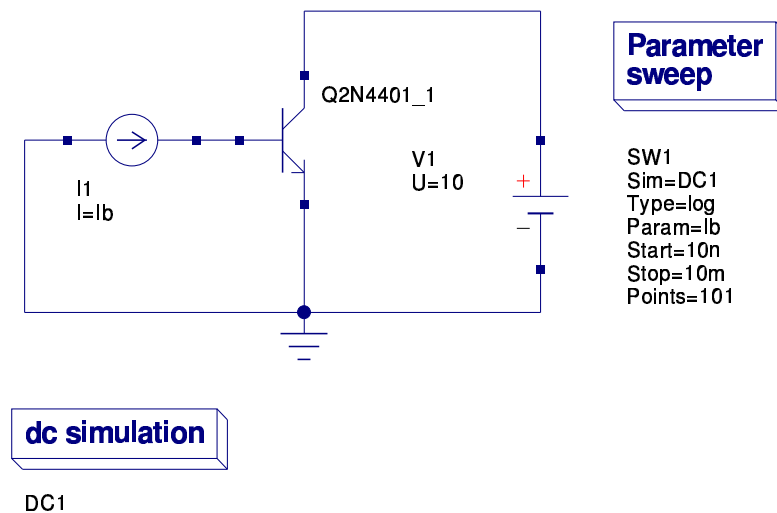 Parameter
sweep
Q2N4401_1
V1
U=10
I1
I=Ib
+
−
SW1
Sim=DC1
Type=log
Param=Ib
Start=10n
Stop=10m
Points=101
dc simulation
DC1